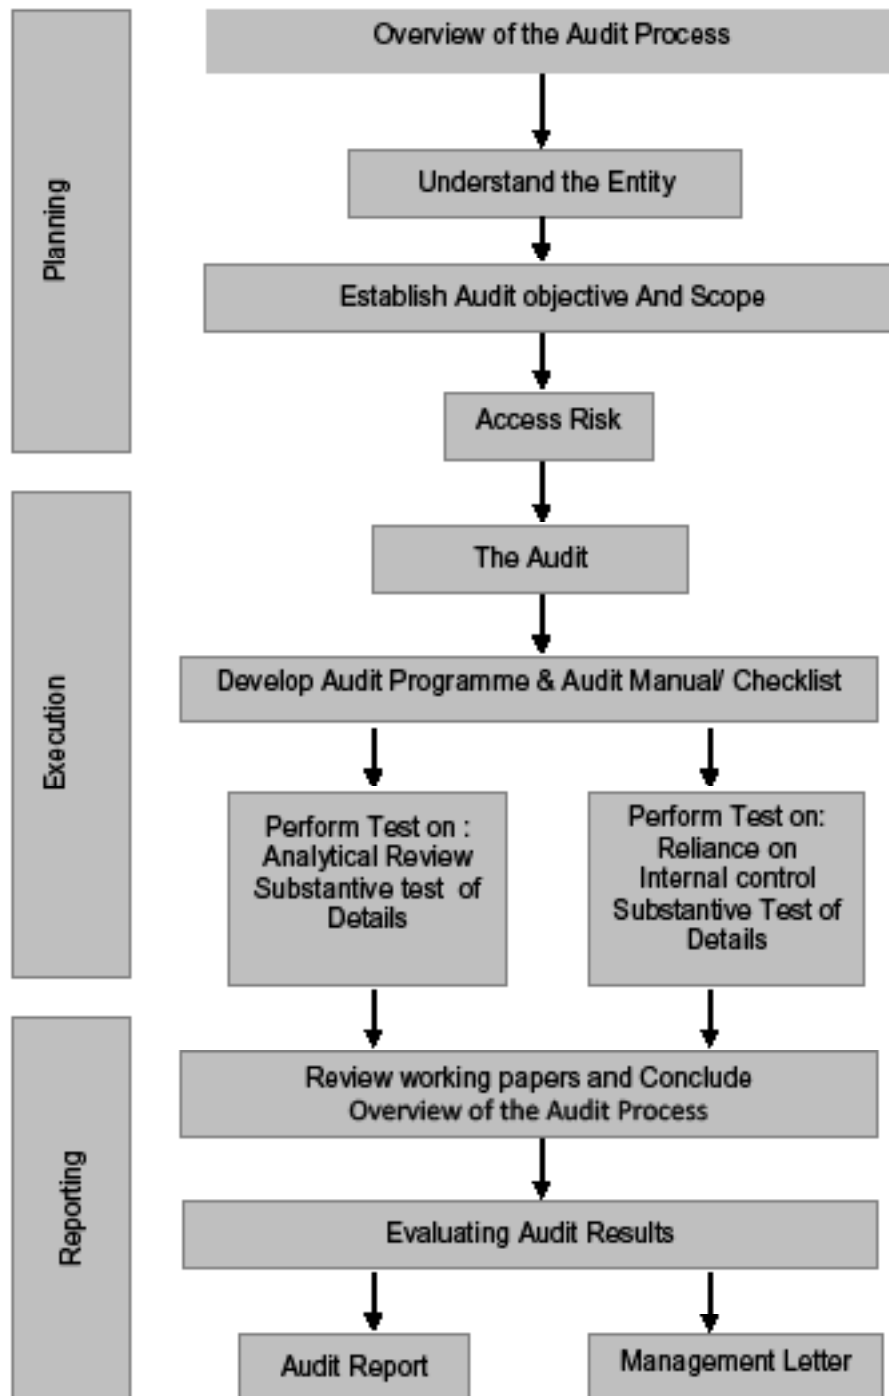 Overview of the Audit Process
Planning
Understand the Entity
Establish Audit objective And Scope
Access Risk
Execution
The Audit
Develop Audit Programme & Audit Manual/ Checklist
Perform Test on :
Analytical Review
Substantive test of
Details
Perform Test on:
Reliance on
Internal control
Substantive Test of
Details
Reporting
Review working papers and Conclude
Overview of the Audit Process
Evaluating Audit Results
Audit Report
Management Letter